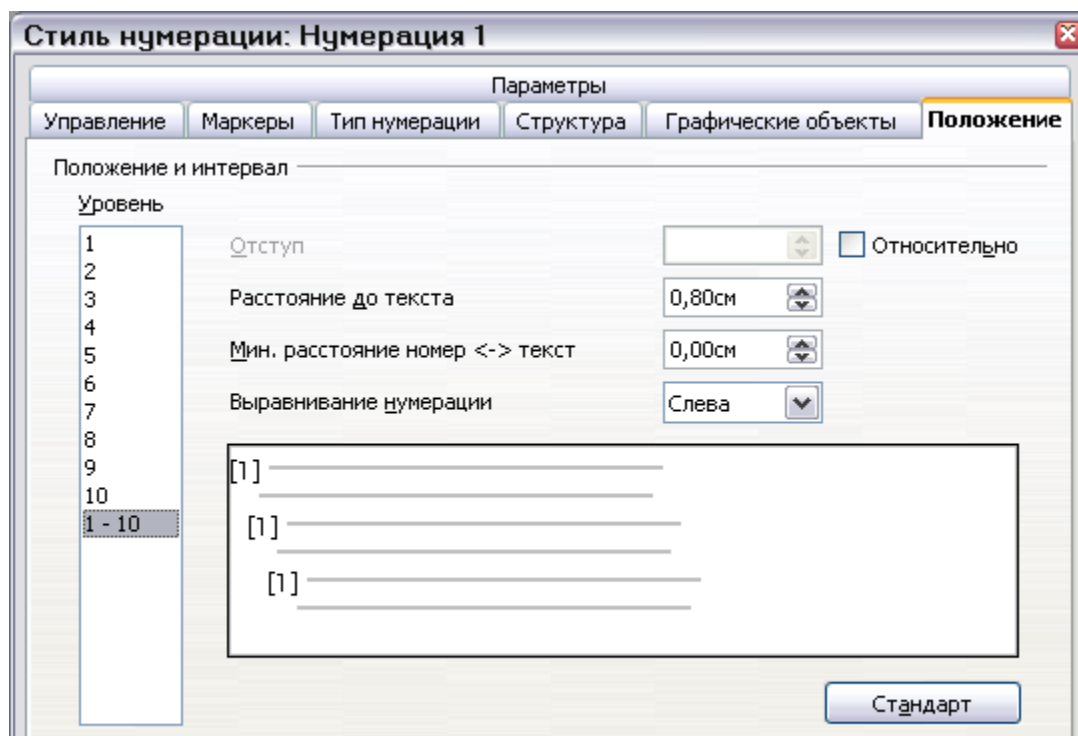 Стиль нумерации: Нумерация 1
Параметры
Управление Маркеры Тип нумерации Структура Графические объекты Положение
Положение и интервал
Уровень
1
2
3
4
5
6
7
8
9
10
1 - 10
Отступ Относительно
Расстояние до текста 0,80см
Мин. расстояние номер <-> текст 0,00см
Выравнивание нумерации Слева
[1]
[1]
[1]
Стандарт